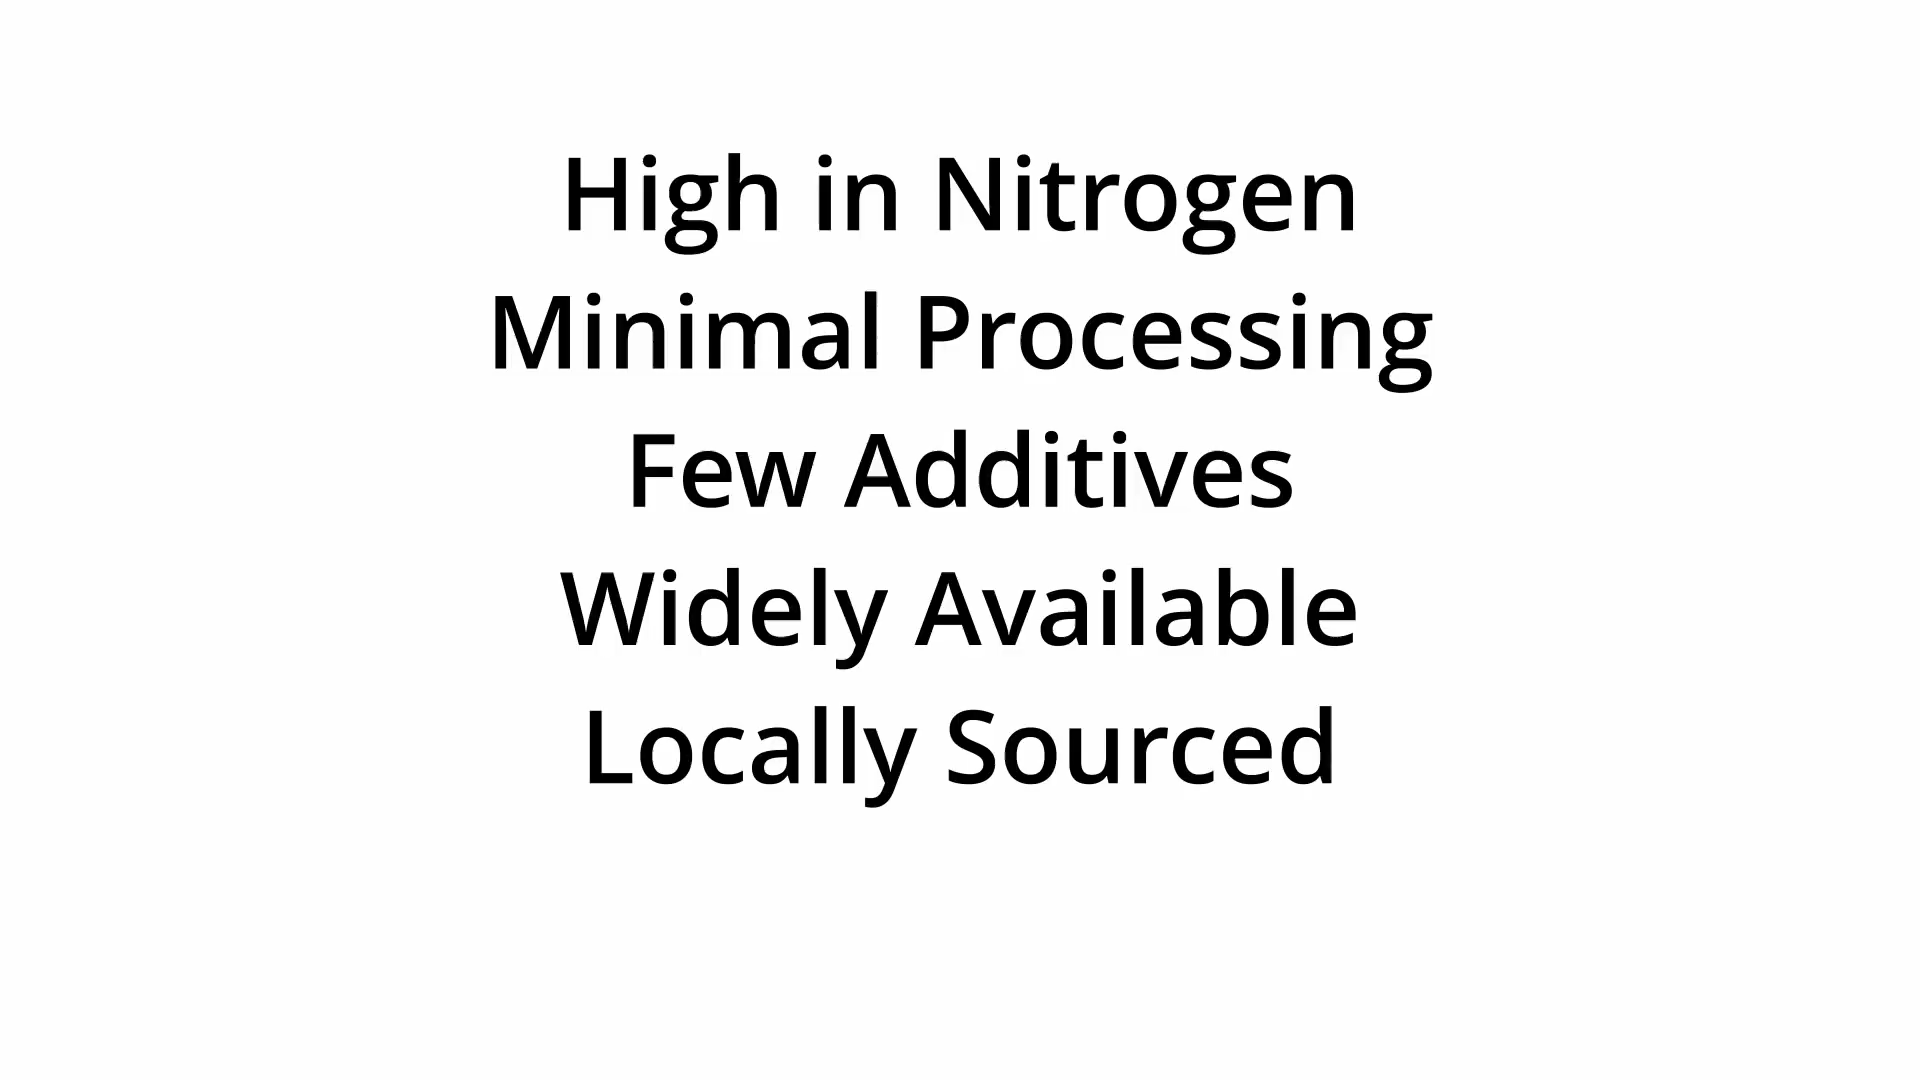 High in Nitrogen
Minimal Processing
Few Additives
Widely Available
Locally Sourced